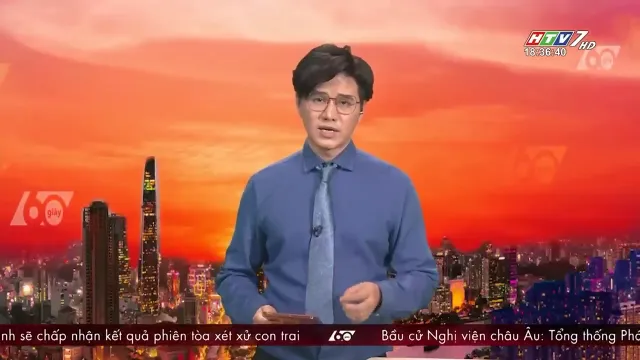 HTV7 HD
18:36:40
60 giây
nh sẽ chấp nhận kết quả phiên tòa xét xử con trai 60 Bầu cử Nghị viện châu Âu: Tổng thống Phá